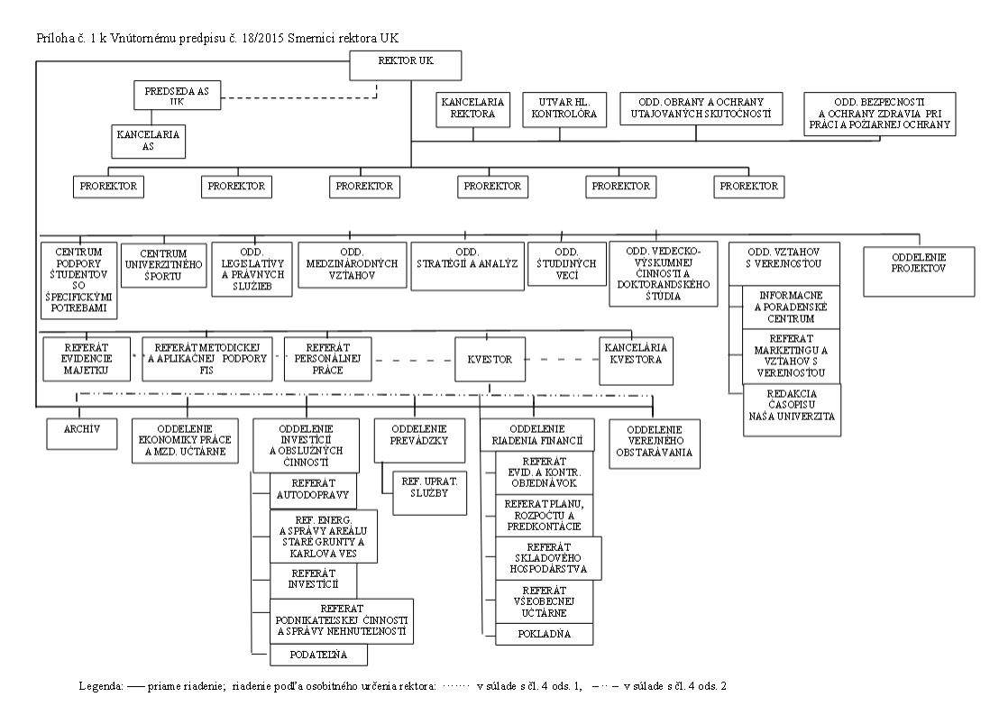 Príloha č. 1 k Vnútornému predpisu č. 18/2015 Smernici rektora UK
REKTOR UK
PREDSEDA AS
UK
KANCELARIA
AS
KANCELARIA
REKTORA
UTVAR HL.
KONTROLÓRA
ODD. OBRANY A OCHRANY
UTAJOVANÝCH SKUTOČNOSTÍ
ODD. BEZPECNOSTI
A OCHRANY ZDRAVIA PRI
PRÁCI A POŽIARNEJ OCHRANY
PROREKTOR
PROREKTOR
PROREKTOR
PROREKTOR
PROREKTOR
PROREKTOR
CENTRUM
PODPORY
ŠTUDENTOV
SO
ŠPECIFICKÝMI
POTREBAMI
CENTRUM
UNIVERZITNÉHO
ŠPORTU
ODD.
LEGISLATÍVY
A PRÁVNYCH
SLUŽIEB
ODD.
MEDZINÁRODNÝCH
VZŤAHOV
ODD.
STRATÉGIÍ A ANALÝZ
ODD.
ŠTUDIJNÝCH
VECÍ
ODD. VEDECKO-
VÝSKUMNEJ
ČINNOSTI A
DOKTORANDSKÉHO
ŠTÚDIA
ODD. VZŤAHOV
S VEREJNOSŤOU
INFORMACNE
A PORADENSKÉ
CENTRUM
REFERAT
MARKETINGU A
VZŤAHOV S
VEREJNOSŤOU
REDAKCIA
ČASOPISU
NAŠA UNIVERZITA
ODDELENIE
PROJEKTOV
REFERÁT
EVIDENCIE
MAJETKU
REFERÁT METODICKEJ
A APLIKAČNEJ PODPORY
FIS
REFERÁT
PERSONÁLNEJ
PRÁCE
KVESTOR
KANCELÁRIA
KVESTORA
ARCHÍV
ODDELENIE
EKONOMIKY PRÁCE
A MZD. UČTÁRNE
ODDELENIE
INVESTÍCIÍ
A OBSLUŽNÝCH
ČINNOSTÍ
REFERÁT
AUTODOPRAVY
REF. ENERG.
A SPRÁVY AREÁLU
STARÉ GRUNTY A
KARLOVA VES
REFERÁT
INVESTÍCIÍ
REFERAT
PODNIKATEĽSKEJ ČINNOSTI
A SPRÁVY NEHNUTEĽNOSTÍ
PODATEĽŇA
ODDELENIE
PREVÁDZKY
REF. UPRAT.
SLUŽBY
ODDELENIE
RIADENIA FINANCIÍ
REFERÁT
EVID. A KONTR.
OBJEDNÁVOK
REFERAT PLANU,
ROZPOČTU A
PREDKONTÁCIE
REFERÁT
SKLADOVÉHO
HOSPODÁRSTVA
REFERÁT
VŠEOBECNEJ
UČTÁRNE
POKLADŇA
ODDELENIE
VEREJNÉHO
OBSTARÁVANIA
Legenda: —— priame riadenie; riadenie podľa osobitného určenia rektora: ······· v súlade s čl. 4 ods. 1, – ·· – v súlade s čl. 4 ods. 2